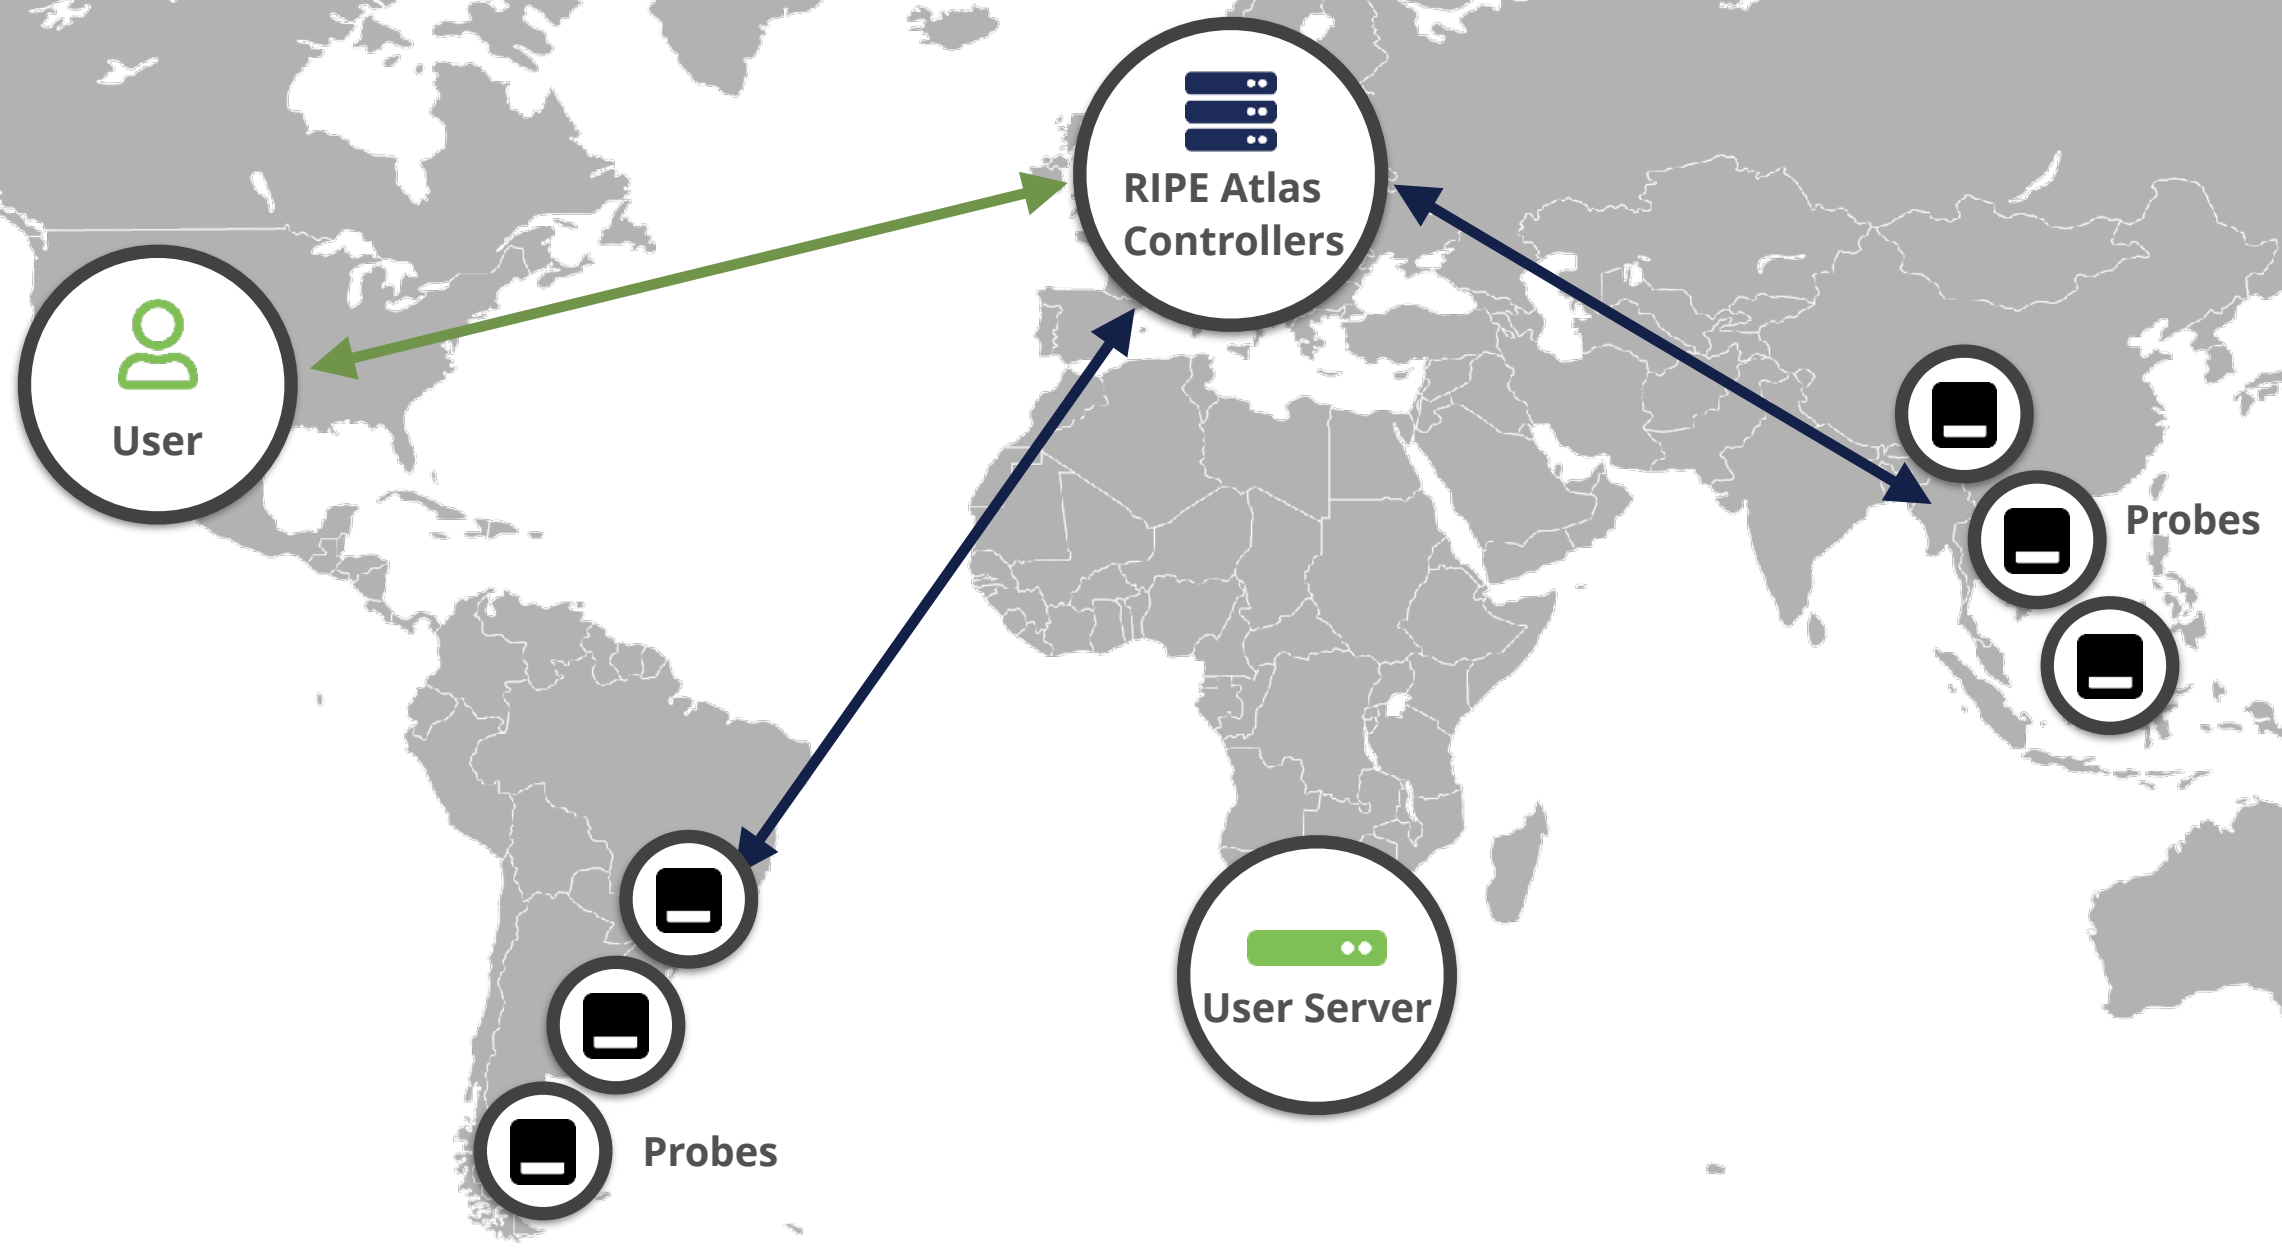 RIPE Atlas
Controllers
User
Probes
User Server
Probes